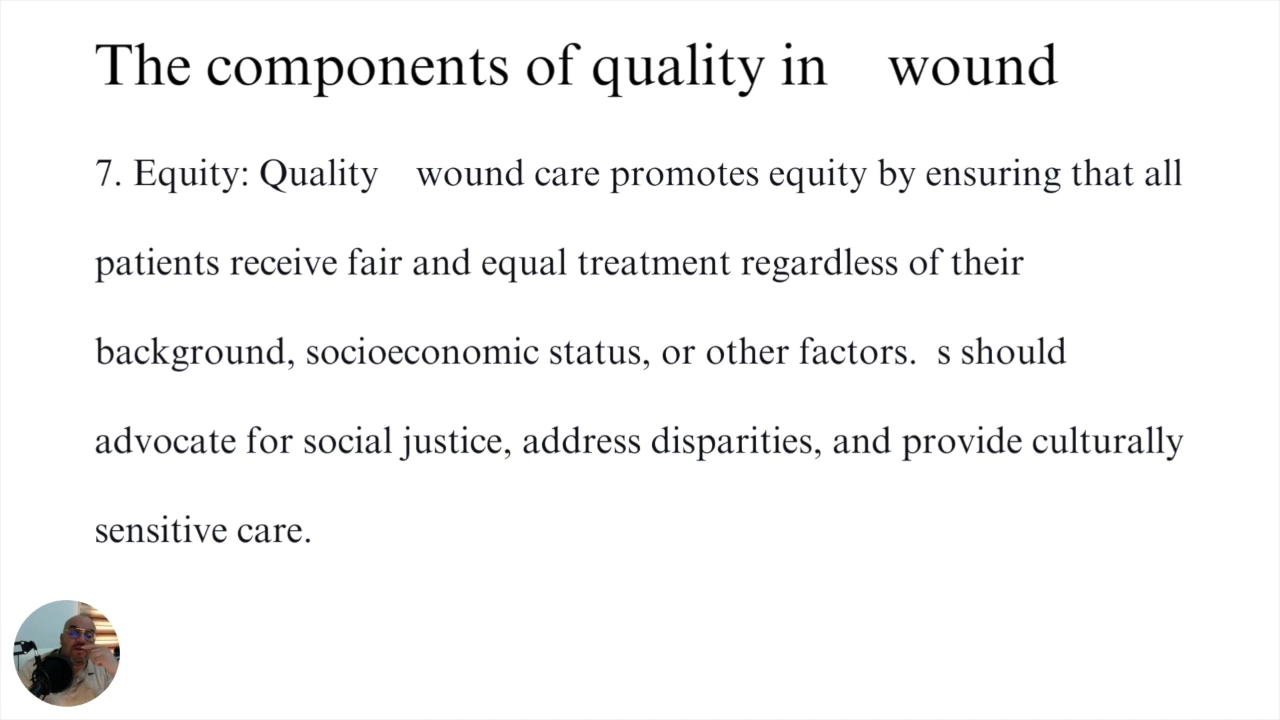 The components of quality in wound
7. Equity: Quality wound care promotes equity by ensuring that all
patients receive fair and equal treatment regardless of their
background, socioeconomic status, or other factors. s should
advocate for social justice, address disparities, and provide culturally
sensitive care.